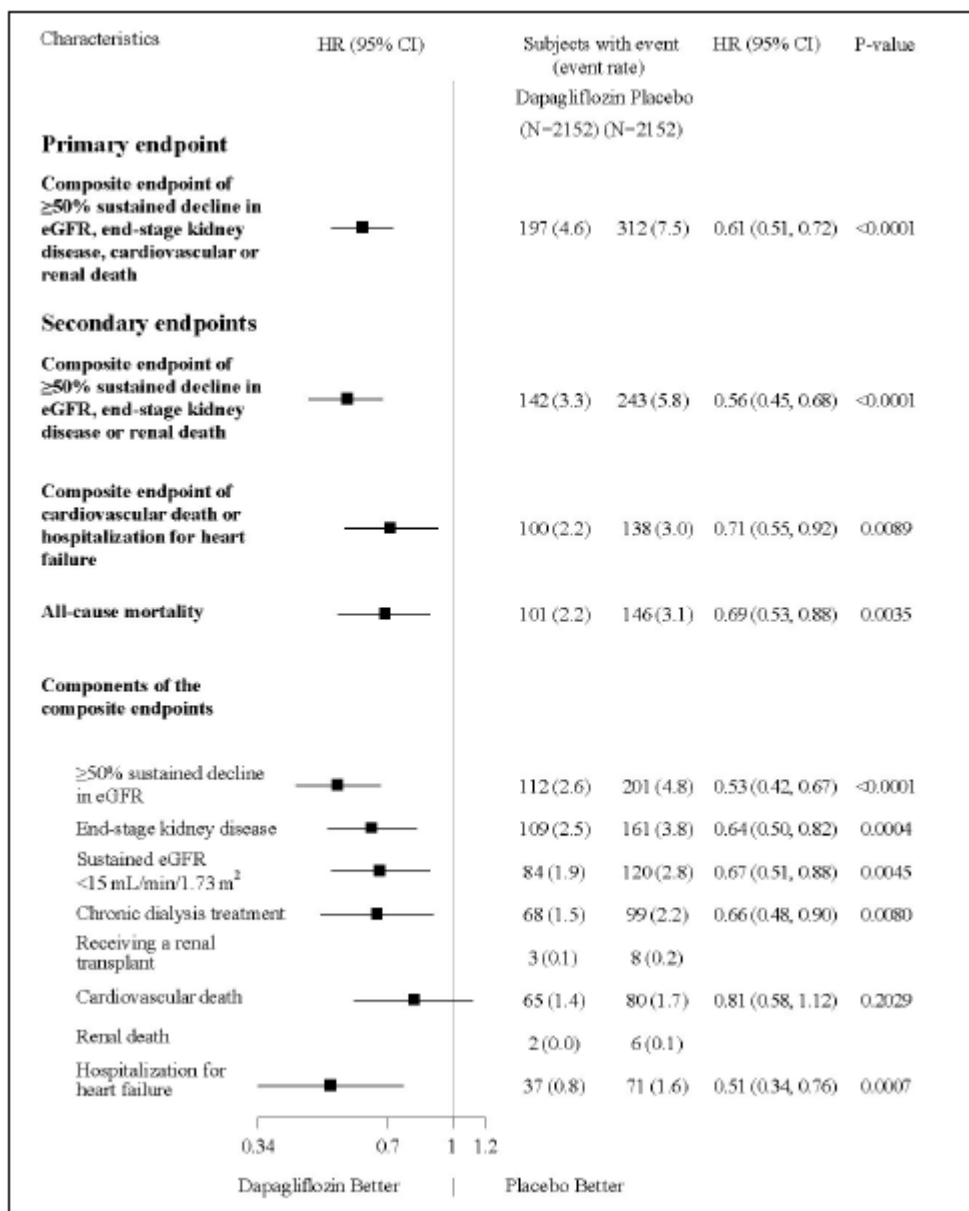 Characteristics HR (95% CI) Subjects with event HR (95% CI) P-value
(event rate)
Dapagliflozin Placebo
(N=2152) (N=2152)
Primary endpoint
Composite endpoint of
≥50% sustained decline in
eGFR, end-stage kidney 197 (4.6) 312 (7.5) 0.61 (0.51, 0.72) <0.0001
disease, cardiovascular or
renal death
Secondary endpoints
Composite endpoint of
≥50% sustained decline in
eGFR, end-stage kidney 142 (3.3) 243 (5.8) 0.56 (0.45, 0.68) <0.0001
disease or renal death
Composite endpoint of
cardiovascular death or
hospitalization for heart 100 (2.2) 138 (3.0) 0.71 (0.55, 0.92) 0.0089
failure
All-cause mortality 101 (2.2) 146 (3.1) 0.69 (0.53, 0.88) 0.0035
Components of the
composite endpoints
≥50% sustained decline
in eGFR 112 (2.6) 201 (4.8) 0.53 (0.42, 0.67) <0.0001
End-stage kidney disease 109 (2.5) 161 (3.8) 0.64 (0.50, 0.82) 0.0004
Sustained eGFR
<15 mL/min/1.73 m² 84 (1.9) 120 (2.8) 0.67 (0.51, 0.88) 0.0045
Chronic dialysis treatment 68 (1.5) 99 (2.2) 0.66 (0.48, 0.90) 0.0080
Receiving a renal
transplant 3 (0.1) 8 (0.2)
Cardiovascular death 65 (1.4) 80 (1.7) 0.81 (0.58, 1.12) 0.2029
Renal death 2 (0.0) 6 (0.1)
Hospitalization for
heart failure 37 (0.8) 71 (1.6) 0.51 (0.34, 0.76) 0.0007
0.34 0.7 1 1.2
Dapagliflozin Better | Placebo Better